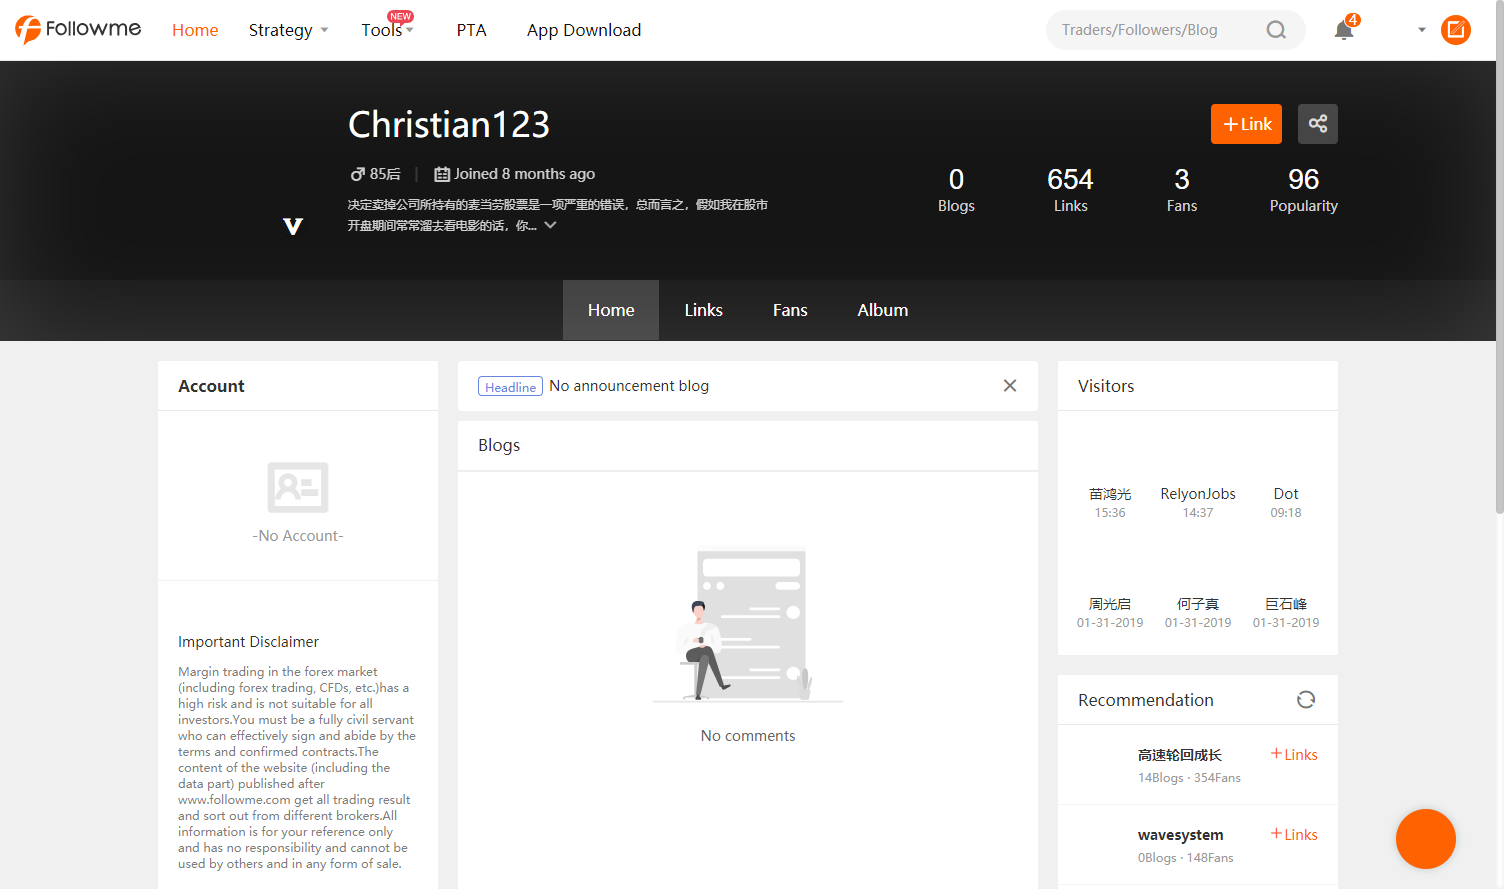 Followme
Home
Strategy
Tools
NEW
PTA
App Download
Traders/Followers/Blog
4
Christian123
+Link
85后
Joined 8 months ago
决定卖掉公司所持有的麦当劳股票是一项严重的错误，总而言之，假如我在股市
开盘期间常常溜去看电影的话，你...
V
0
Blogs
654
Links
3
Fans
96
Popularity
Home
Links
Fans
Album
Account
-No Account-
Important Disclaimer
Margin trading in the forex market
(including forex trading, CFDs, etc.)has a
high risk and is not suitable for all
investors.You must be a fully civil servant
who can effectively sign and abide by the
terms and confirmed contracts.The
content of the website (including the
data part) published after
www.followme.com get all trading result
and sort out from different brokers.All
information is for your reference only
and has no responsibility and cannot be
used by others and in any form of sale.
Headline No announcement blog
Blogs
No comments
Visitors
苗鸿光
15:36
RelyonJobs
14:37
Dot
09:18
周光启
01-31-2019
何子真
01-31-2019
巨石峰
01-31-2019
Recommendation
高速轮回成长
+Links
14Blogs · 354Fans
wavesystem
+Links
0Blogs · 148Fans